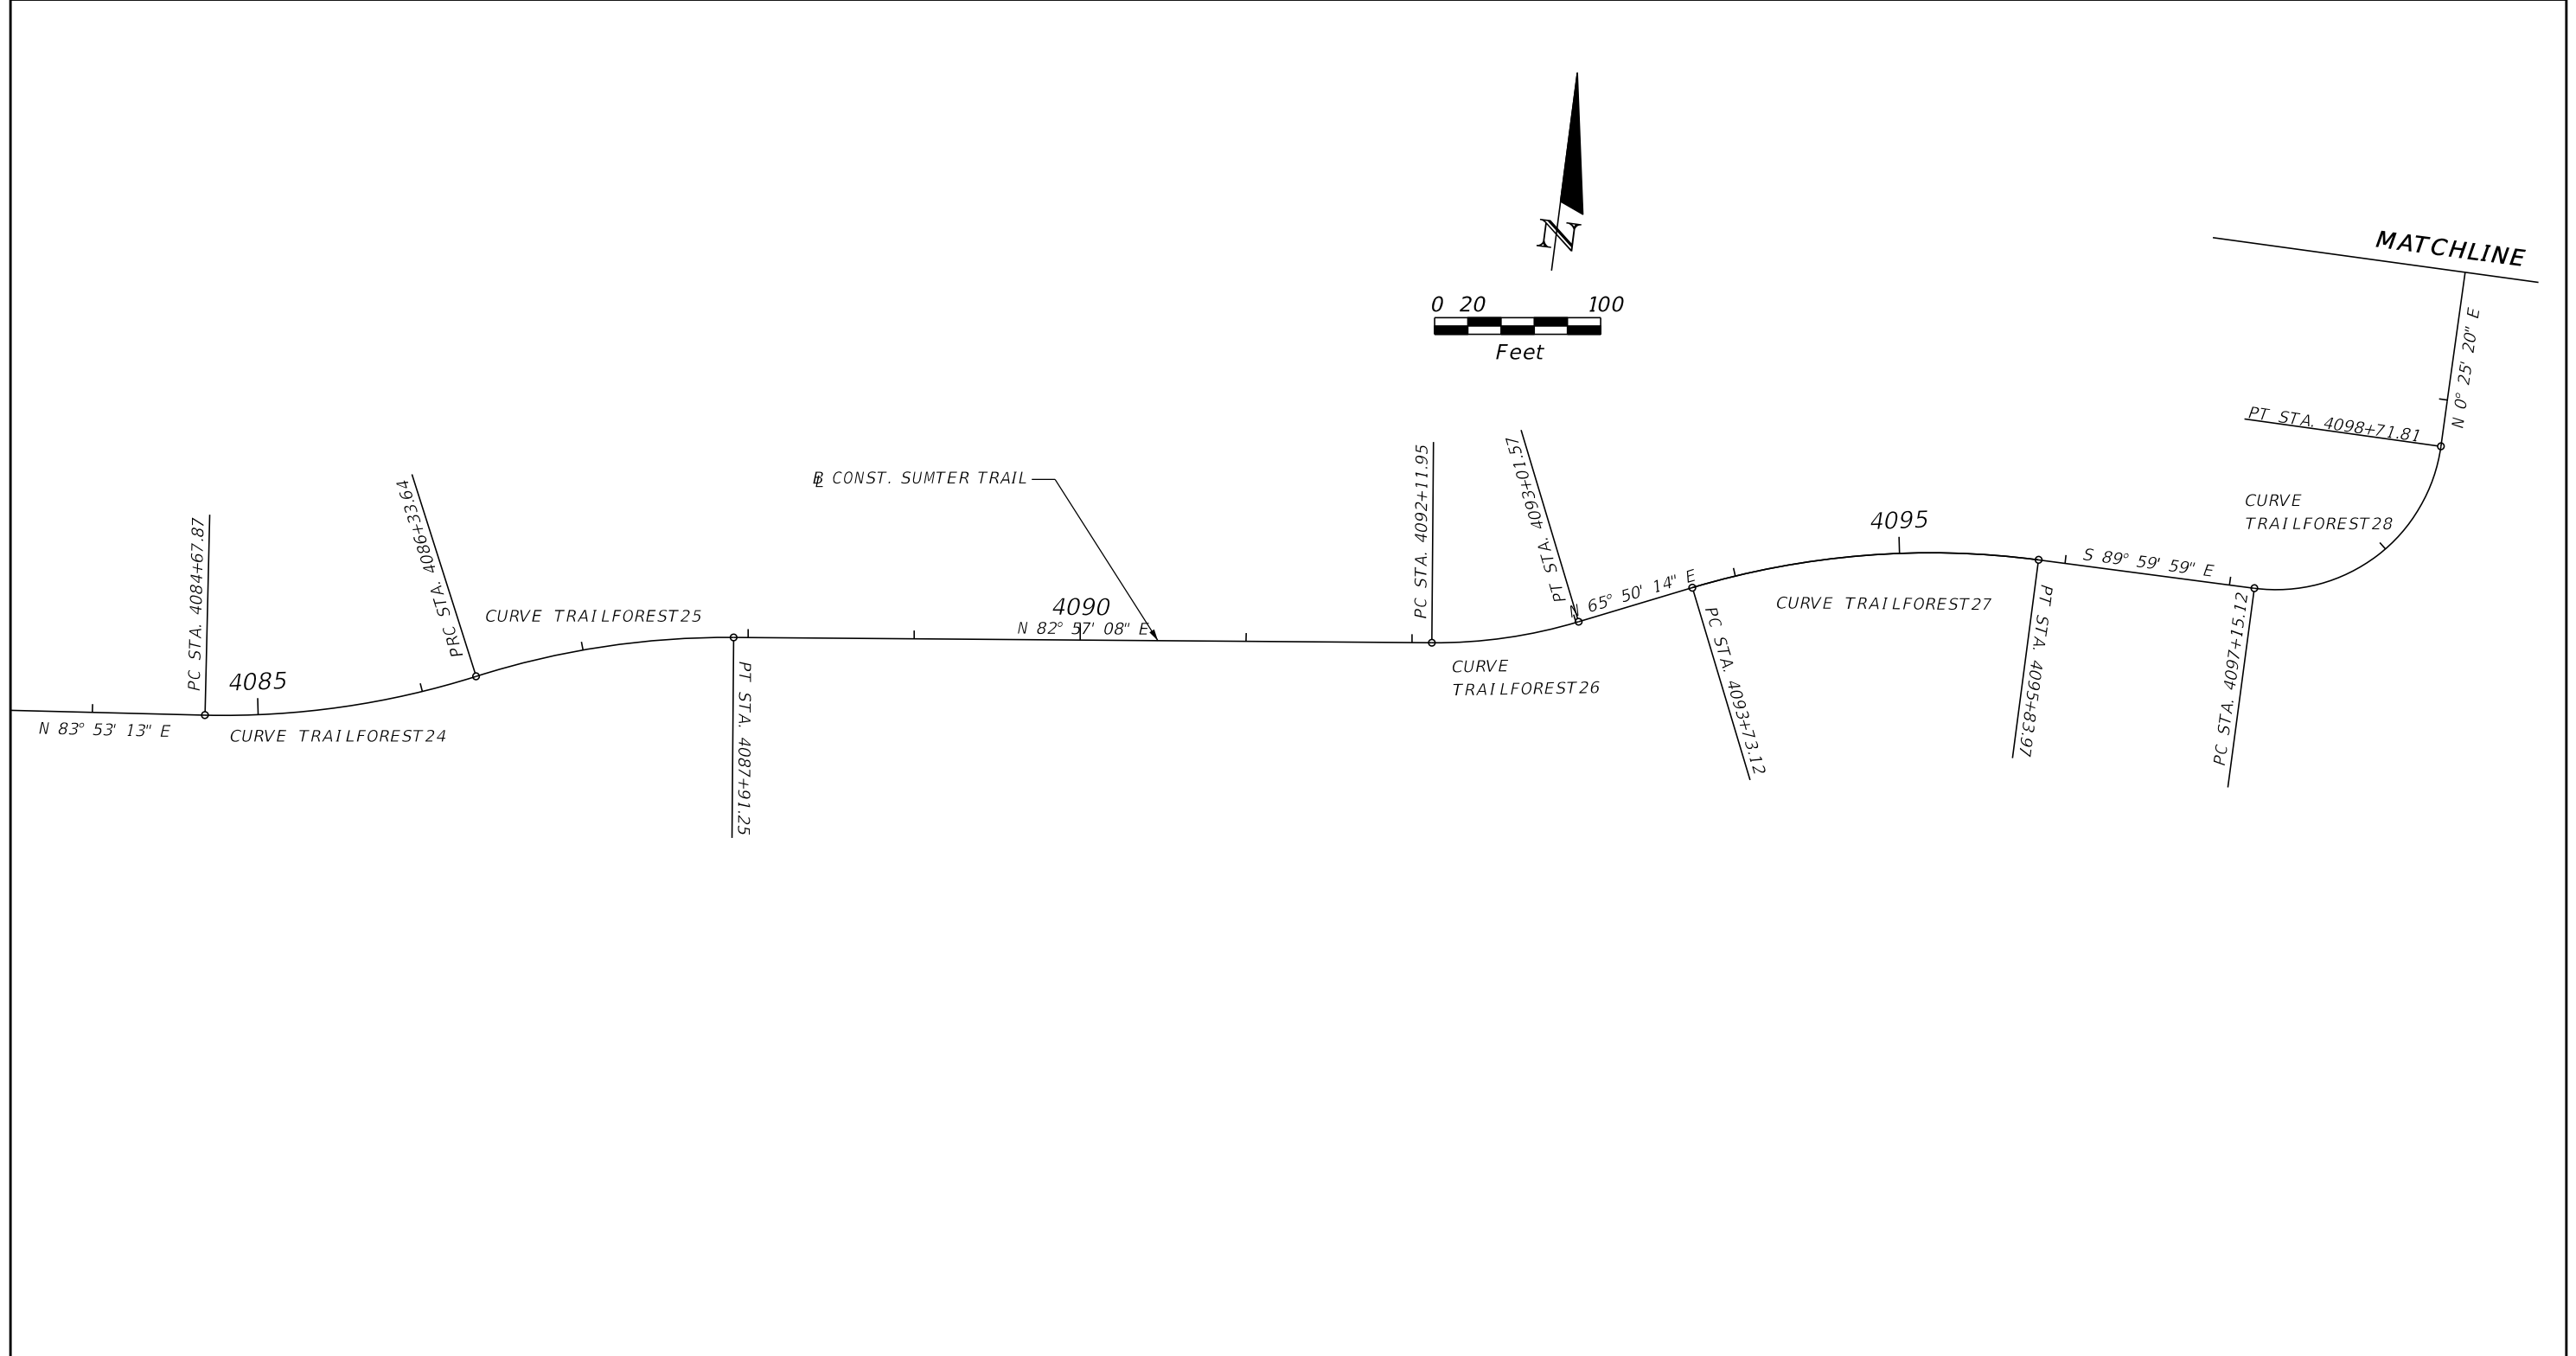 N
0 20 100
Feet
MATCHLINE
N 0° 25' 20" E
PT STA. 4098+71.81
CURVE
TRAILFOREST28
PC STA. 4084+67.87
PRC STA. 4086+33.64
℄ CONST. SUMTER TRAIL
PC STA. 4092+11.95
PT STA. 4093+01.57
4095
S 89° 59' 59" E
N 65° 50' 14" E
CURVE TRAILFOREST25
4090
N 82° 57' 08" E
CURVE TRAILFOREST27
4085
CURVE
TRAILFOREST26
N 83° 53' 13" E
CURVE TRAILFOREST24
PT STA. 4087+91.25
PC STA. 4093+73.12
PT STA. 4095+83.97
PC STA. 4097+15.12